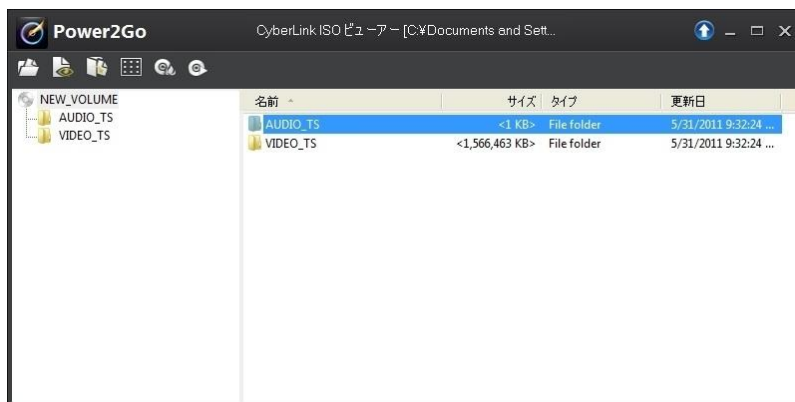 Power2Go
CyberLink ISO ビューアー [C:¥Documents and Sett...
NEW_VOLUME
AUDIO_TS
VIDEO_TS
名前 サイズ タイプ 更新日
AUDIO_TS <1 KB> File folder 5/31/2011 9:32:24 ...
VIDEO_TS <1,566,463 KB> File folder 5/31/2011 9:32:24 ...